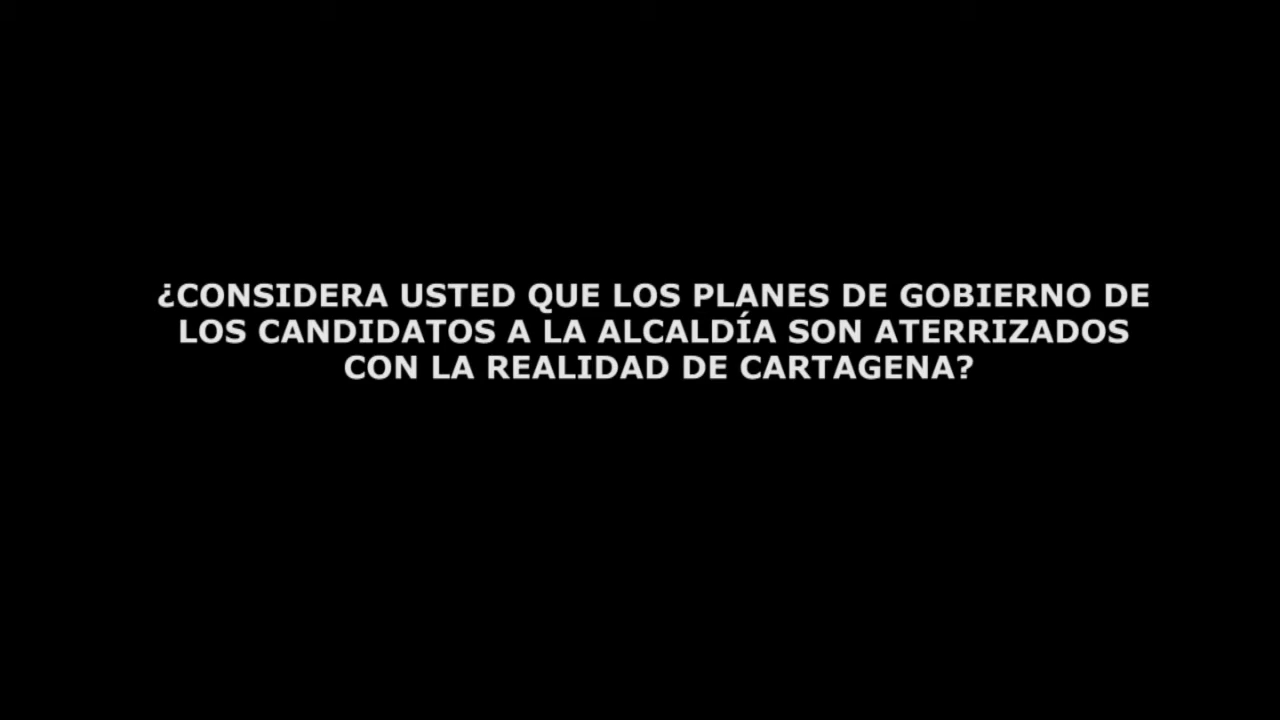 ¿CONSIDERA USTED QUE LOS PLANES DE GOBIERNO DE
LOS CANDIDATOS A LA ALCALDÍA SON ATERRIZADOS
CON LA REALIDAD DE CARTAGENA?